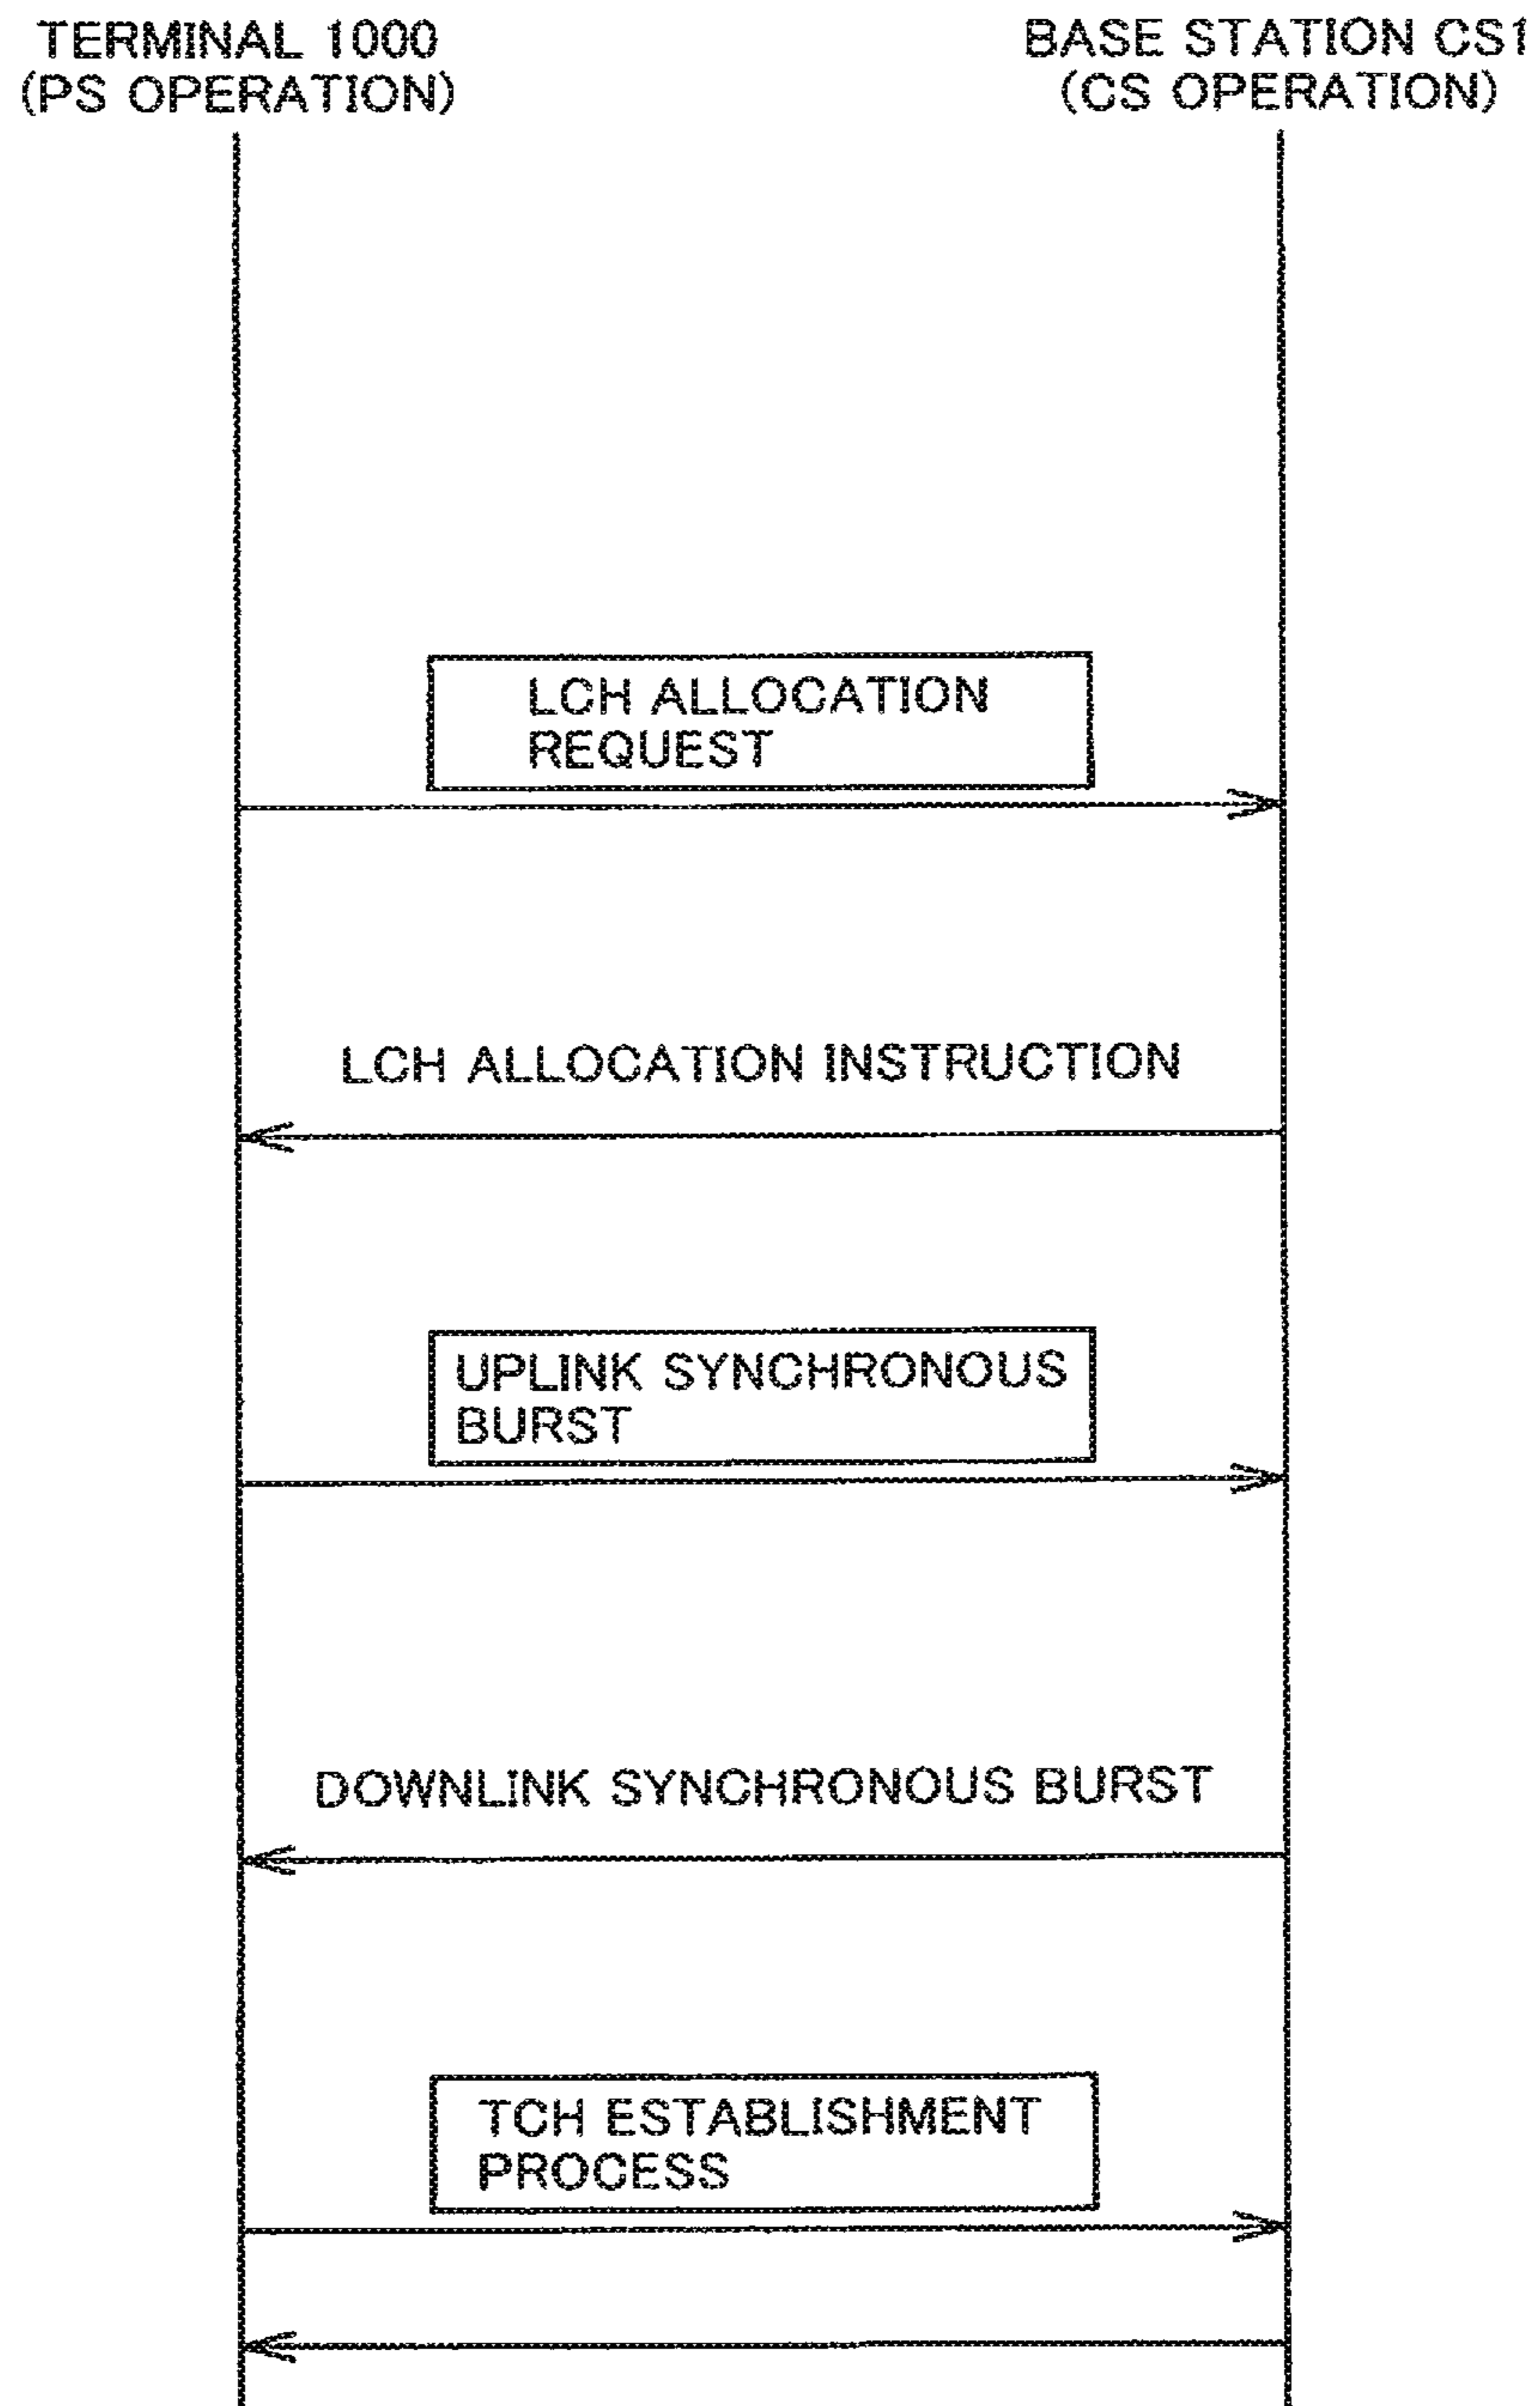 TERMINAL 1000
(PS OPERATION)
BASE STATION CS1
(CS OPERATION)
LCH ALLOCATION
REQUEST
LCH ALLOCATION INSTRUCTION
UPLINK SYNCHRONOUS
BURST
DOWNLINK SYNCHRONOUS BURST
TCH ESTABLISHMENT
PROCESS